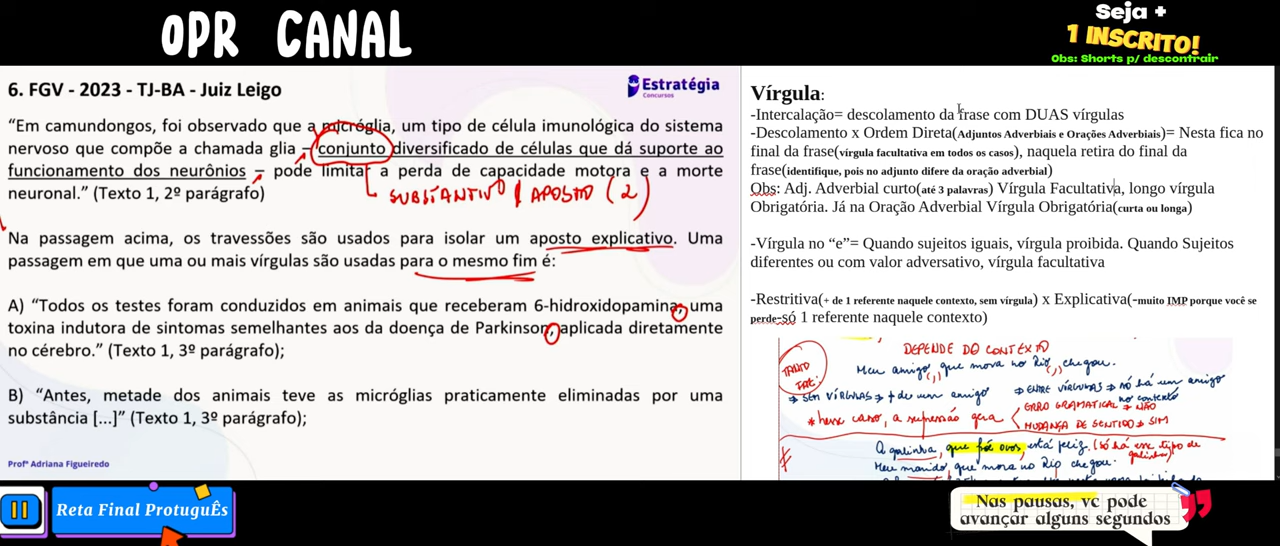 OPR CANAL
Seja +
1 INSCRITO!
Obs: Shorts p/ descontrair
6. FGV - 2023 - TJ-BA - Juiz Leigo
Estratégia
Concursos
“Em camundongos, foi observado que a micróglia, um tipo de célula imunológica do sistema
nervoso que compõe a chamada glia – conjunto diversificado de células que dá suporte ao
funcionamento dos neurônios – pode limitar a perda de capacidade motora e a morte
neuronal.” (Texto 1, 2º parágrafo)
SUBSTANTIVO / APOSTO (2)
Na passagem acima, os travessões são usados para isolar um aposto explicativo. Uma
passagem em que uma ou mais vírgulas são usadas para o mesmo fim é:
A) “Todos os testes foram conduzidos em animais que receberam 6-hidroxidopamina, uma
toxina indutora de sintomas semelhantes aos da doença de Parkinson, aplicada diretamente
no cérebro.” (Texto 1, 3º parágrafo);
B) “Antes, metade dos animais teve as micróglias praticamente eliminadas por uma
substância [...]” (Texto 1, 3º parágrafo);
Profª Adriana Figueiredo
Vírgula:
-Intercalação= descolamento da frase com DUAS vírgulas
-Descolamento x Ordem Direta(Adjuntos Adverbiais e Orações Adverbiais)= Nesta fica no
final da frase(vírgula facultativa em todos os casos), naquela retira do final da
frase(identifique, pois no adjunto difere da oração adverbial)
Obs: Adj. Adverbial curto(até 3 palavras) Vírgula Facultativa, longo vírgula
Obrigatória. Já na Oração Adverbial Vírgula Obrigatória(curta ou longa)
-Vírgula no “e”= Quando sujeitos iguais, vírgula proibida. Quando Sujeitos
diferentes ou com valor adversativo, vírgula facultativa
-Restritiva(+ de 1 referente naquele contexto, sem vírgula) x Explicativa(-muito IMP porque você se
perde-só 1 referente naquele contexto)
DEPENDE DO CONTEXTO
Meu amigo, que mora no Rio, chegou.
→ SEM VÍRGULAS → + de um amigo
→ ENTRE VÍRGULAS → só há um amigo
no contexto
* nesse caso, a supressão gera
ERRO GRAMATICAL → NÃO
MUDANÇA DE SENTIDO → SIM
A galinha, que põe ovos, está feliz. (só há esse tipo de
galinha)
Meu marido, que mora no Rio chegou.
Reta Final ProtuguÊs
Nas pausas, vc pode
avançar alguns segundos